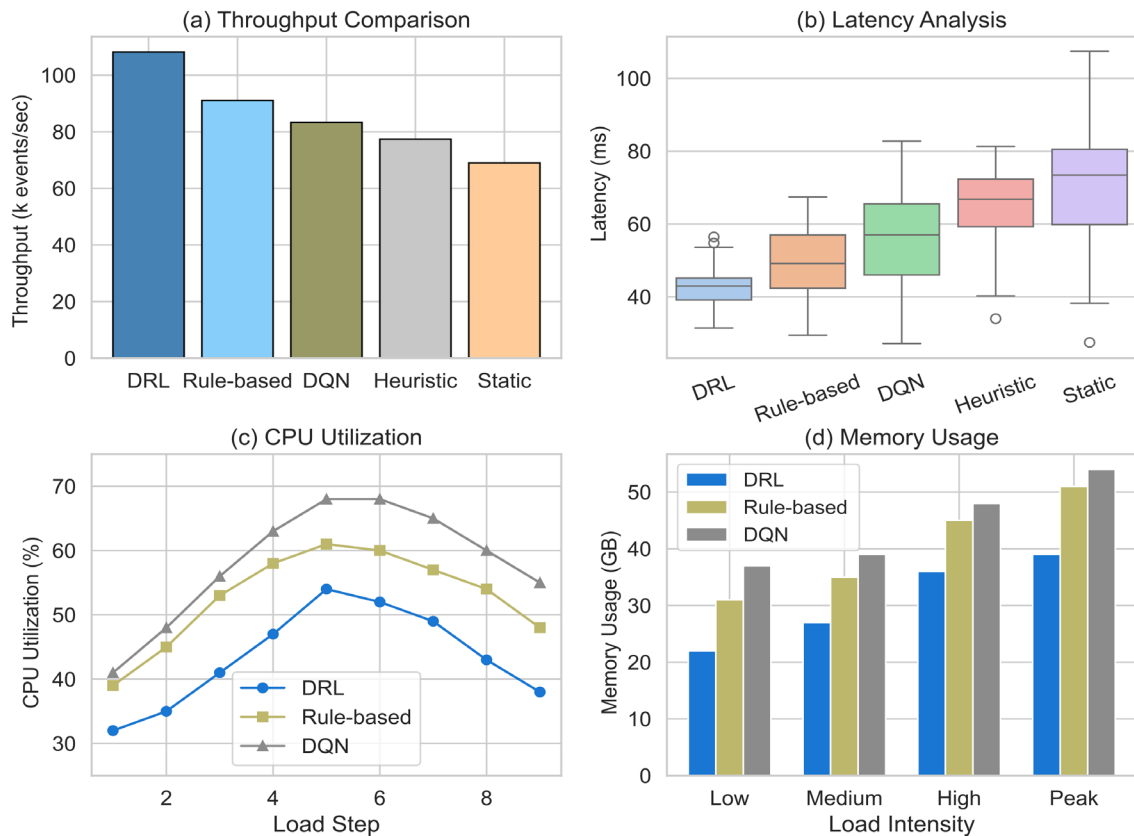 (a) Throughput Comparison
Throughput (k events/sec)
100
80
60
40
20
0
DRL
Rule-based
DQN
Heuristic
Static
(b) Latency Analysis
Latency (ms)
100
80
60
40
DRL
Rule-based
DQN
Heuristic
Static
(c) CPU Utilization
CPU Utilization (%)
70
60
50
40
30
DRL
Rule-based
DQN
2
4
6
8
Load Step
(d) Memory Usage
Memory Usage (GB)
50
40
30
20
10
0
DRL
Rule-based
DQN
Low
Medium
High
Peak
Load Intensity